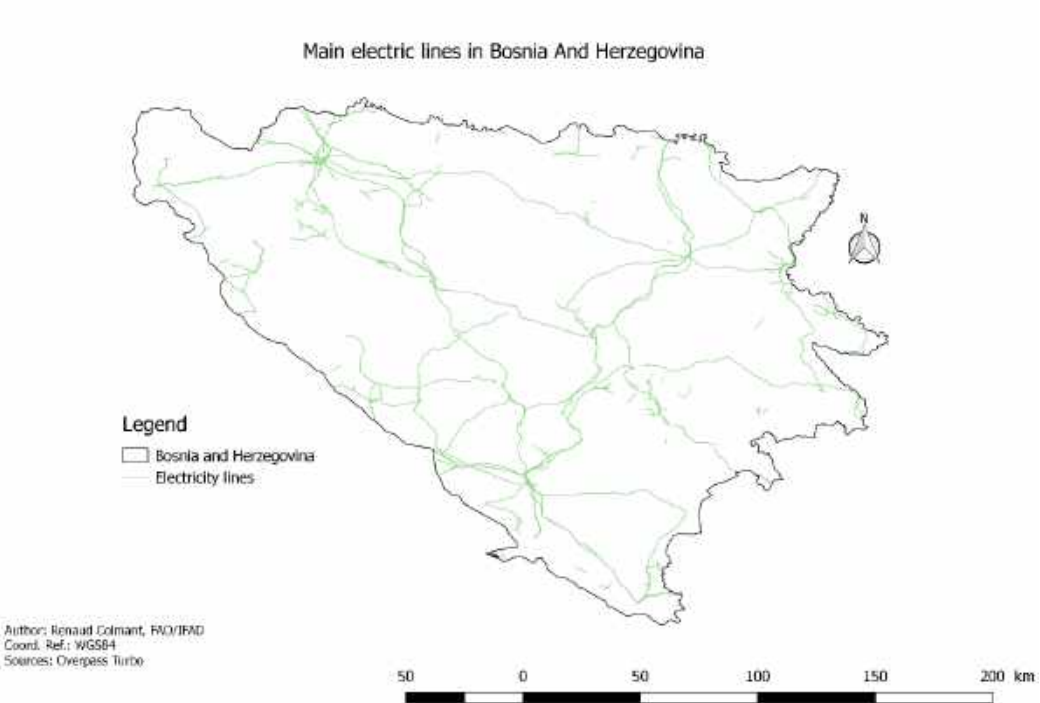 Main electric lines in Bosnia And Herzegovina
N
Legend
Bosnia and Herzegovina
Electricity lines
Author: Renaud Colmant, FAO/IFAD
Coord. Ref.: WGS84
Sources: Overpass Turbo
50 0 50 100 150 200 km